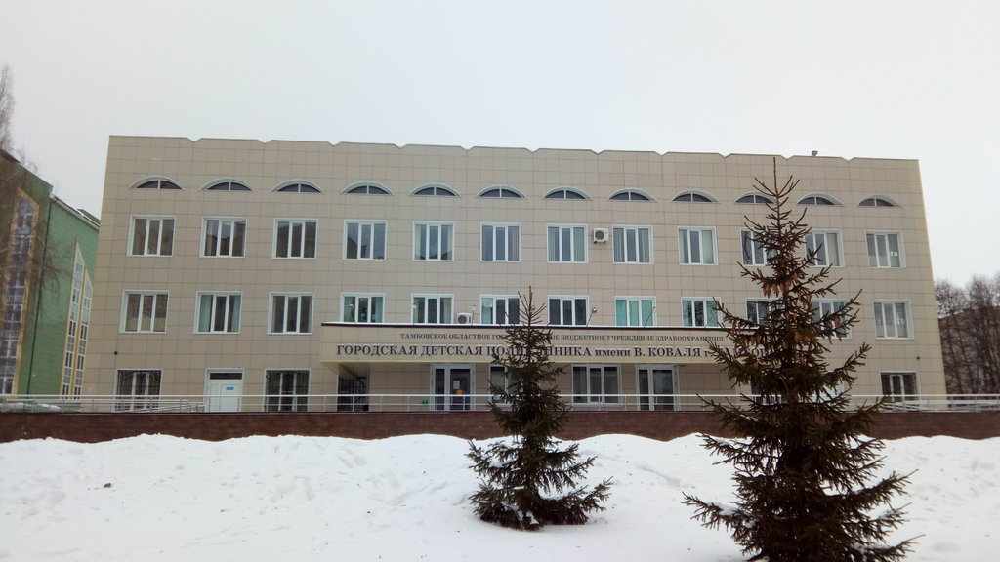 ТАМБОВСКОЕ ОБЛАСТНОЕ БЮДЖЕТНОЕ УЧРЕЖДЕНИЕ ЗДРАВООХРАНЕНИЯ
ГОРОДСКАЯ ДЕТСКАЯ ПОЛИКЛИНИКА имени В. КОВАЛЯ